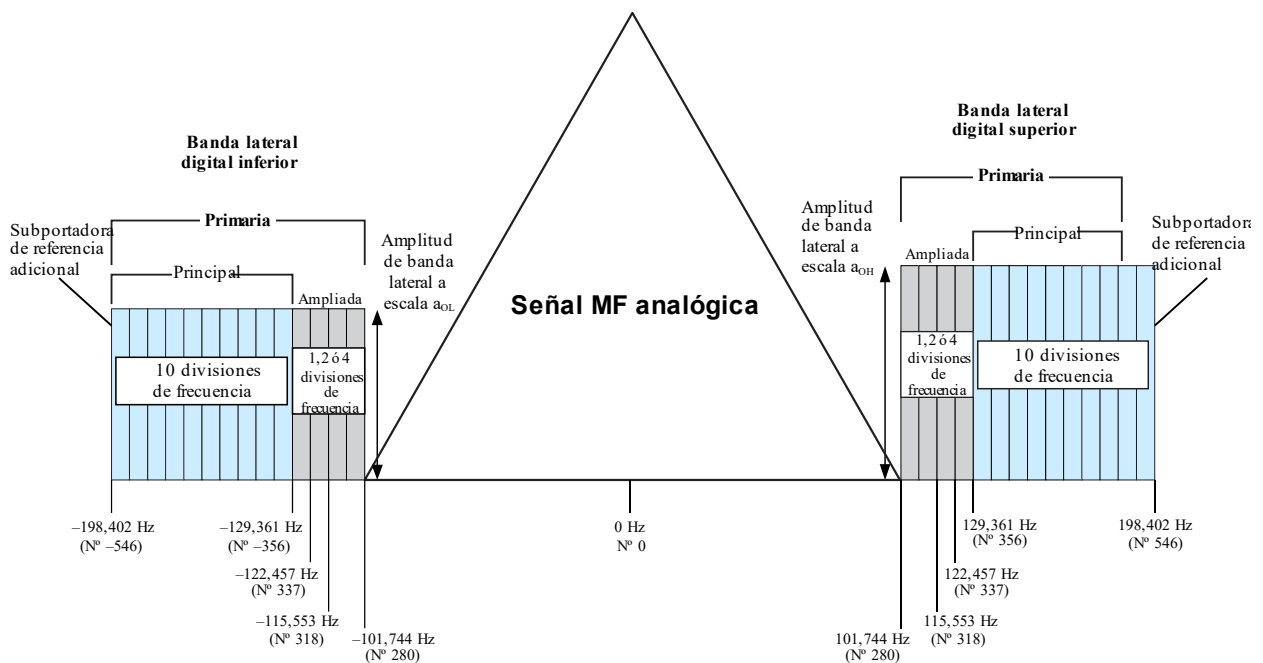 Banda lateral
digital inferior
Banda lateral
digital superior
Primaria
Primaria
Subportadora
de referencia
adicional
Principal
Ampliada
Amplitud
de banda
lateral a
escala aOL
Amplitud
de banda
lateral a
escala aOH
Ampliada
Principal
Subportadora
de referencia
adicional
Señal MF analógica
10 divisiones
de frecuencia
1, 2 ó 4
divisiones
de
frecuencia
1, 2 ó 4
divisiones
de
frecuencia
10 divisiones
de frecuencia
–198,402 Hz
(Nº –546)
–129,361 Hz
(Nº –356)
0 Hz
Nº 0
129,361 Hz
(Nº 356)
198,402 Hz
(Nº 546)
–122,457 Hz
(Nº 337)
122,457 Hz
(Nº 337)
–115,553 Hz
(Nº 318)
–101,744 Hz
(Nº 280)
101,744 Hz
(Nº 280)
115,553 Hz
(Nº 318)